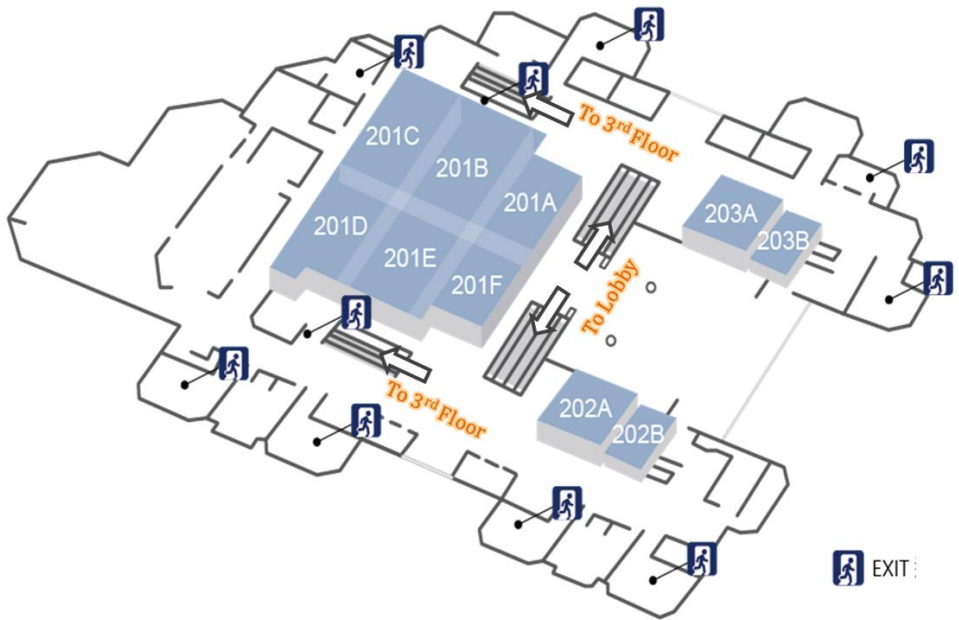 To 3rd Floor
201C
201B
201A
203A
203B
201D
201E
201F
To Lobby
To 3rd Floor
202A
202B
EXIT